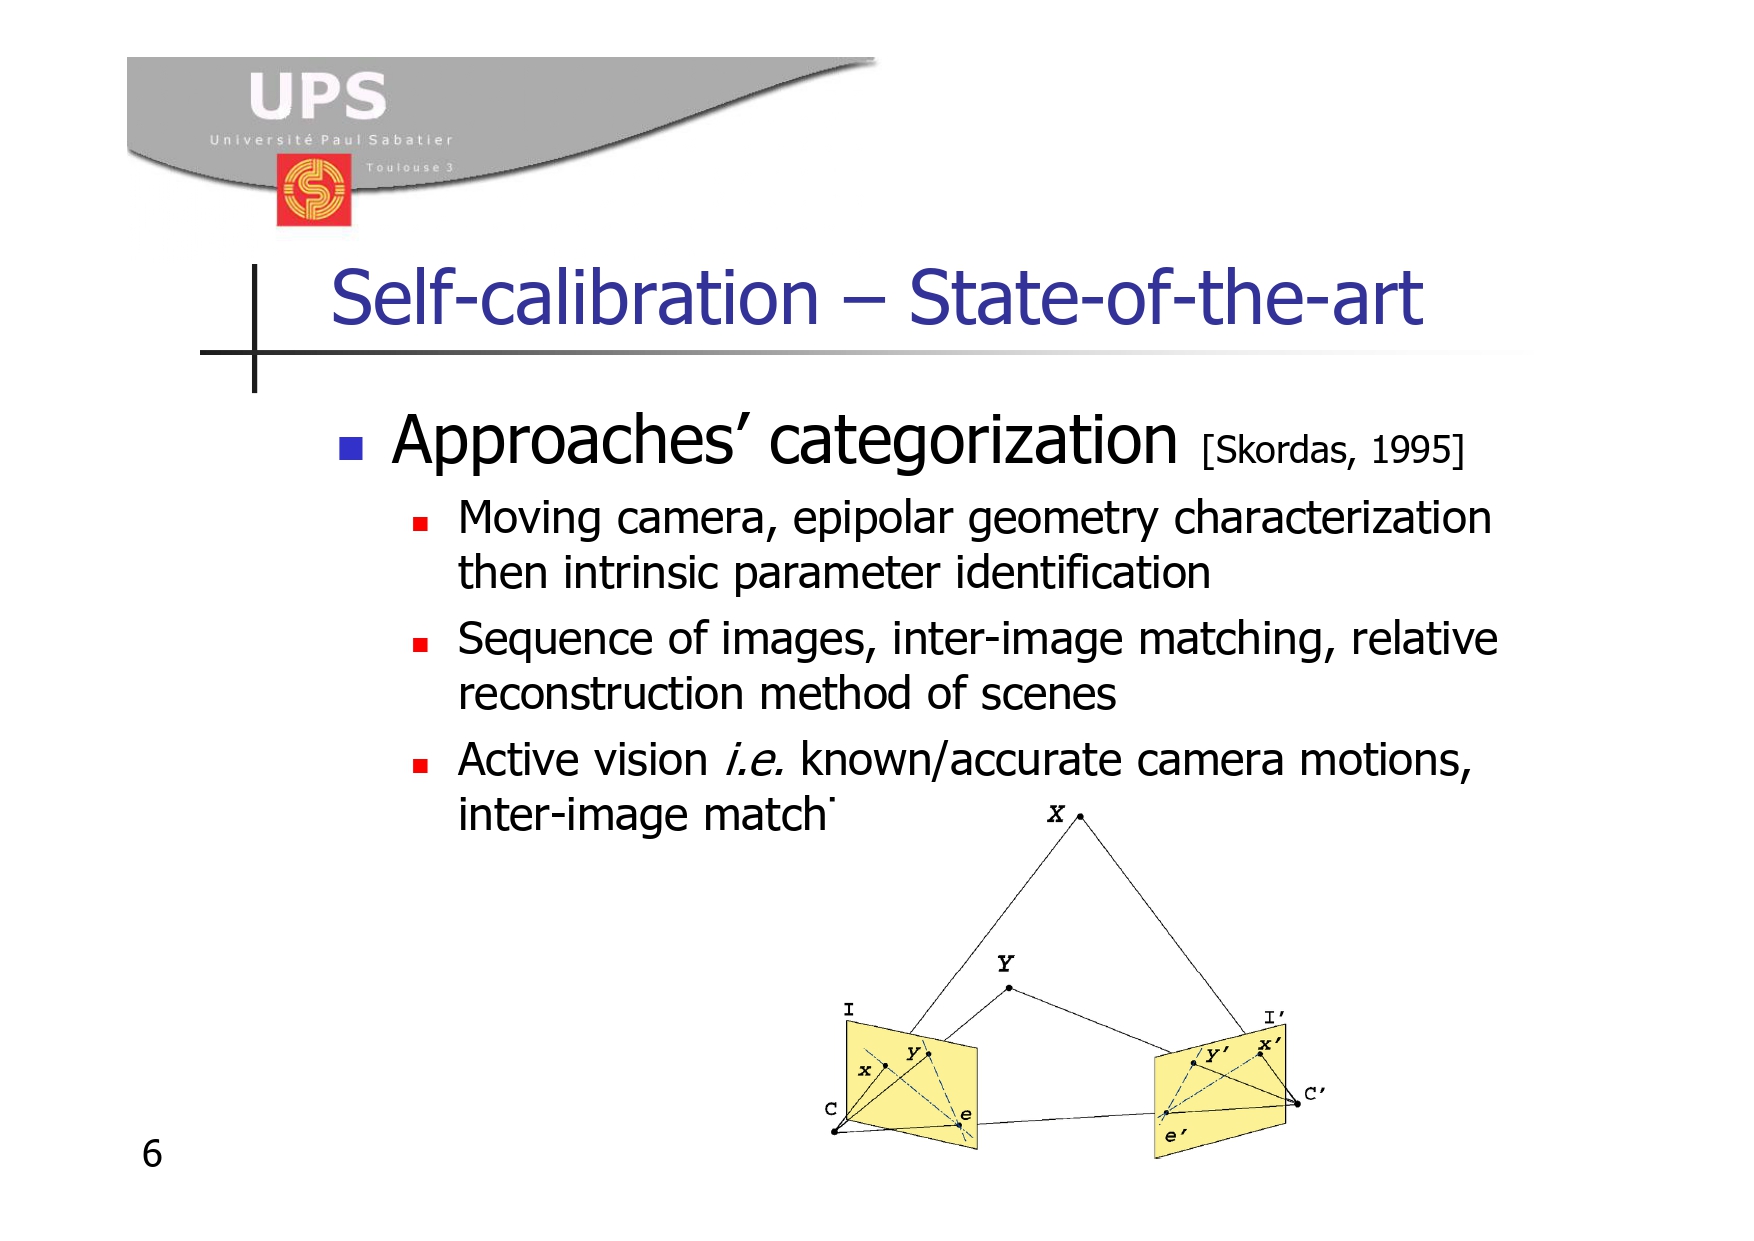 UPS
Université Paul Sabatier
Toulouse 3
Self-calibration – State-of-the-art
Approaches’ categorization [Skordas, 1995]
Moving camera, epipolar geometry characterization
then intrinsic parameter identification
Sequence of images, inter-image matching, relative
reconstruction method of scenes
Active vision i.e. known/accurate camera motions,
inter-image match
X
Y
I
I’
y
x
y’
x’
C
C’
e
e’
6